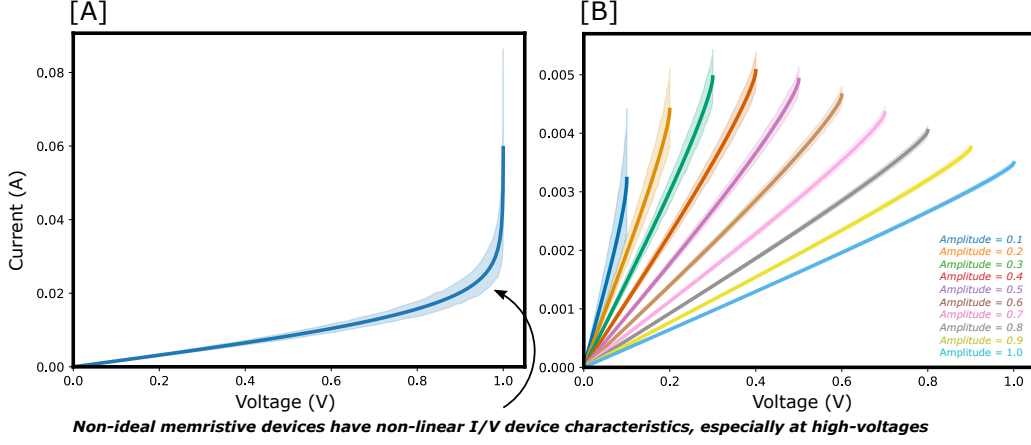 [A]
[B]
0.08
0.06
0.04
0.02
0.00
Current (A)
0.0
0.2
0.4
0.6
0.8
1.0
Voltage (V)
0.005
0.004
0.003
0.002
0.001
0.000
0.0
0.2
0.4
0.6
0.8
1.0
Voltage (V)
Amplitude = 0.1
Amplitude = 0.2
Amplitude = 0.3
Amplitude = 0.4
Amplitude = 0.5
Amplitude = 0.6
Amplitude = 0.7
Amplitude = 0.8
Amplitude = 0.9
Amplitude = 1.0
Non-ideal memristive devices have non-linear I/V device characteristics, especially at high-voltages